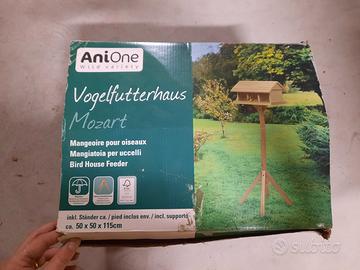 AniOne
Wild variety
Vogelfutterhaus
Mozart
Mangeoire pour oiseaux
Mangiatoia per uccelli
Bird House Feeder
FSC
inkl. Ständer ca. / pied inclus env. / incl. supporto
ca. 50 x 50 x 115cm
subito